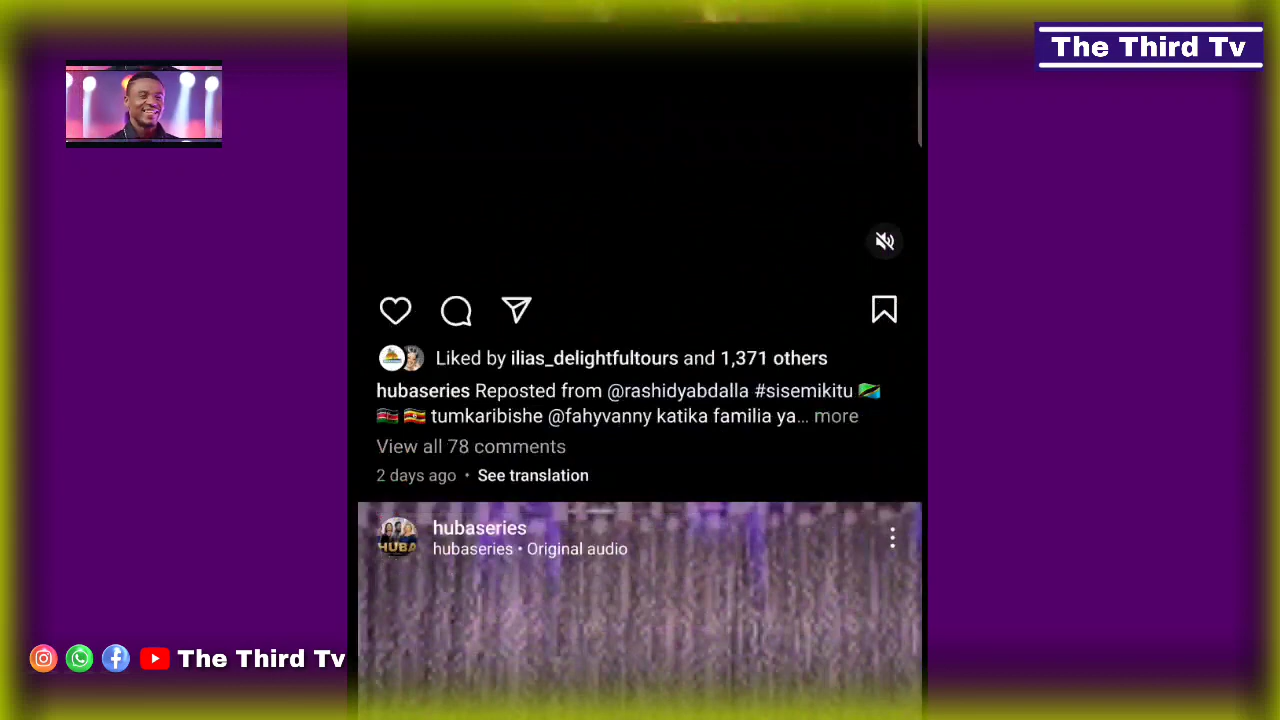 The Third Tv
Liked by ilias_delightfultours and 1,371 others
hubaseries Reposted from @rashidyabdalla #sisemikitu 🇹🇿
🇰🇪 🇺🇬 tumkaribishe @fahyvanny katika familia ya... more
View all 78 comments
2 days ago • See translation
HUBA
hubaseries
hubaseries • Original audio
The Third Tv